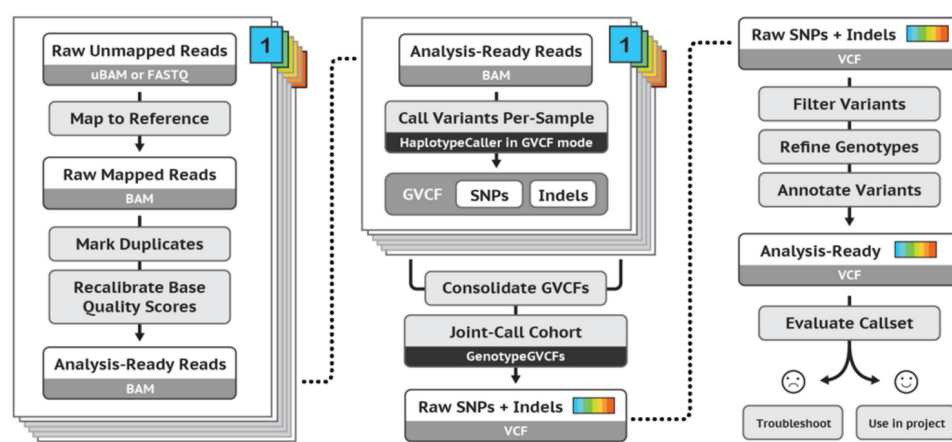 1
Raw Unmapped Reads
uBAM or FASTQ
Map to Reference
Raw Mapped Reads
BAM
Mark Duplicates
Recalibrate Base
Quality Scores
Analysis-Ready Reads
BAM
1
Analysis-Ready Reads
BAM
Call Variants Per-Sample
HaplotypeCaller in GVCF mode
GVCF SNPs Indels
Consolidate GVCFs
Joint-Call Cohort
GenotypeGVCFs
Raw SNPs + Indels
VCF
Raw SNPs + Indels
VCF
Filter Variants
Refine Genotypes
Annotate Variants
Analysis-Ready
VCF
Evaluate Callset
Troubleshoot Use in project